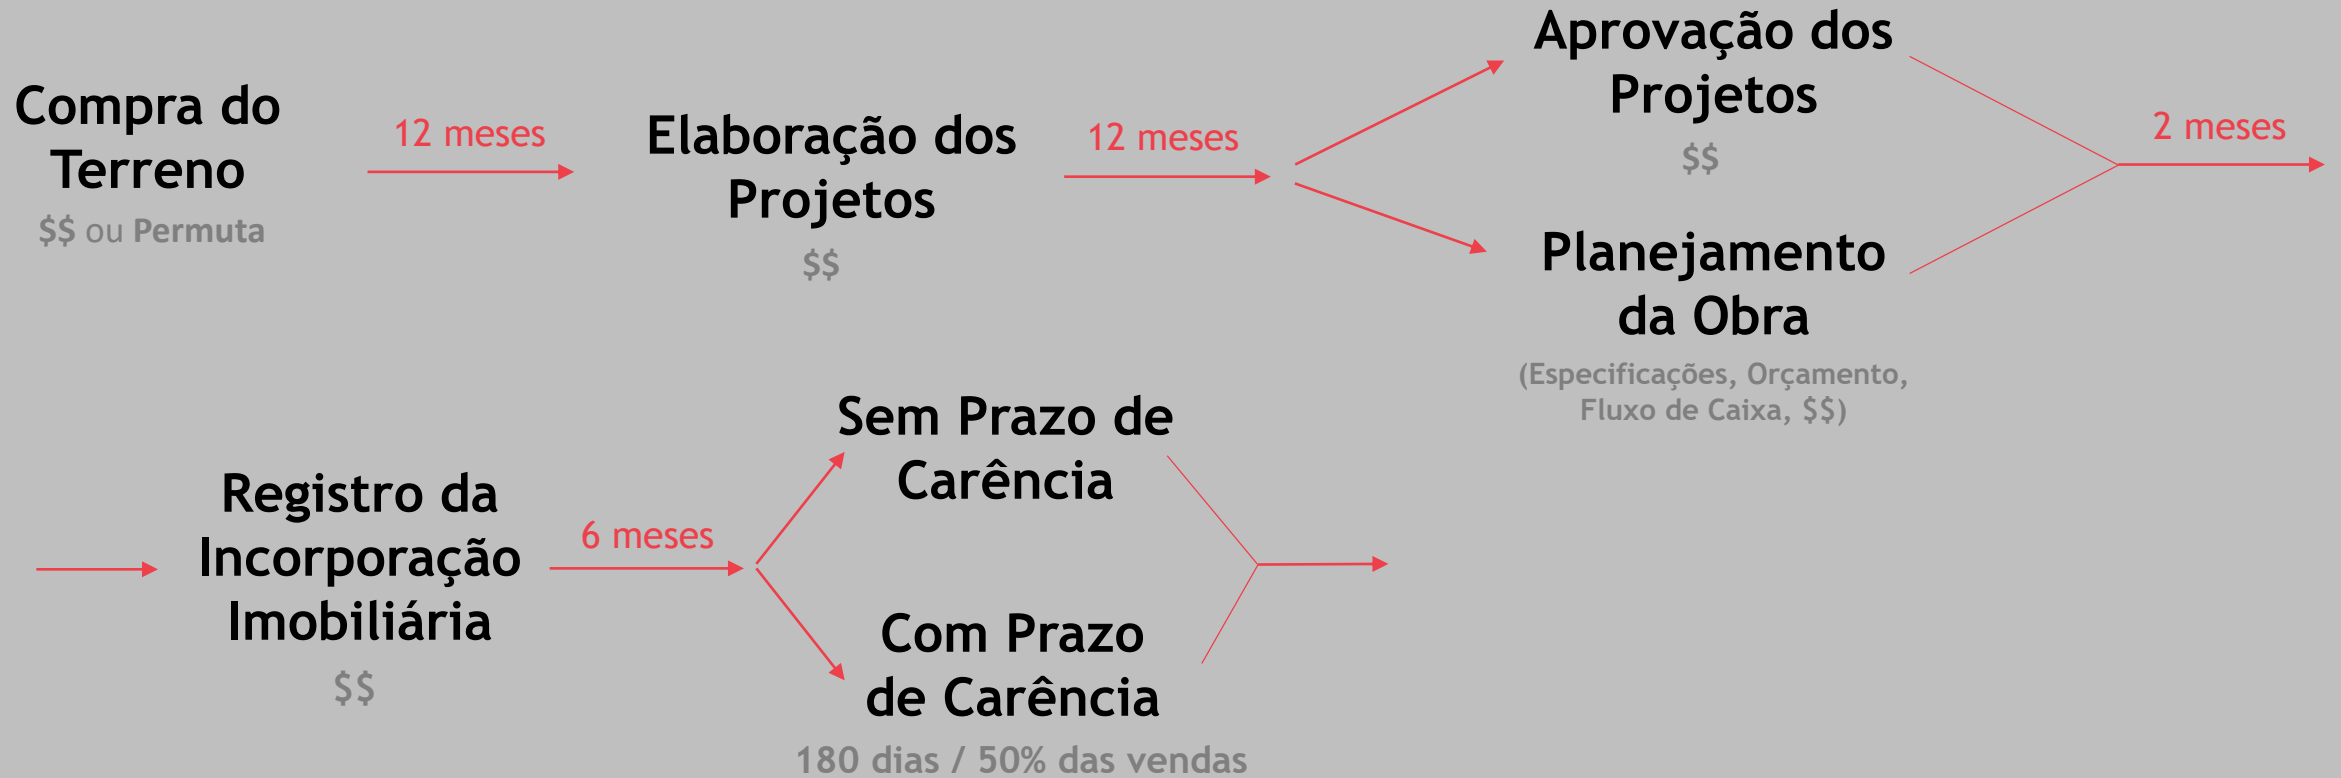 Compra do
Terreno
$$ ou Permuta
12 meses
Elaboração dos
Projetos
$$
12 meses
Aprovação dos
Projetos
$$
Planejamento
da Obra
(Especificações, Orçamento,
Fluxo de Caixa, $$)
2 meses
Registro da
Incorporação
Imobiliária
$$
6 meses
Sem Prazo de
Carência
Com Prazo
de Carência
180 dias / 50% das vendas